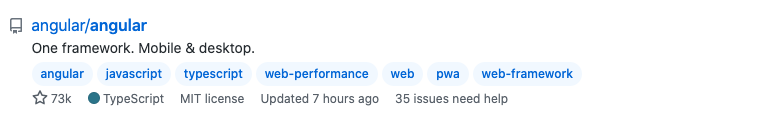 angular/angular
One framework. Mobile & desktop.
angular javascript typescript web-performance web pwa web-framework
73k TypeScript MIT license Updated 7 hours ago 35 issues need help